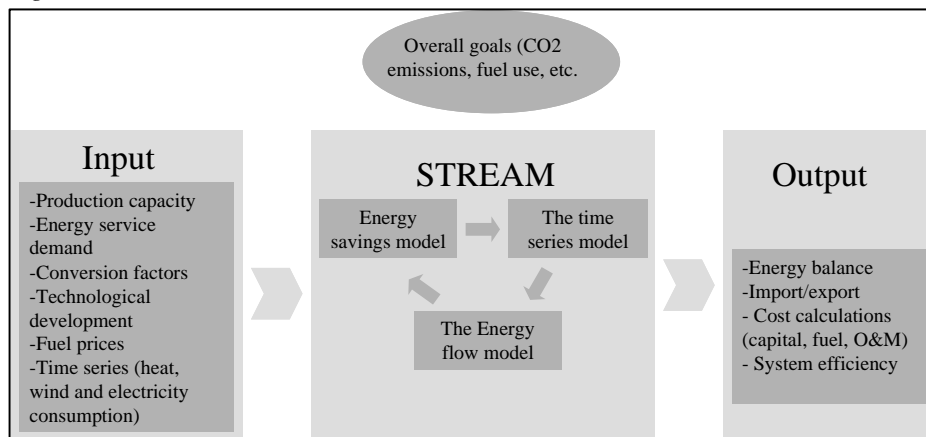 Overall goals (CO2
emissions, fuel use, etc.
Input
-Production capacity
-Energy service
demand
-Conversion factors
-Technological
development
-Fuel prices
-Time series (heat,
wind and electricity
consumption)
STREAM
Energy
savings model
The time
series model
The Energy
flow model
Output
-Energy balance
-Import/export
- Cost calculations
(capital, fuel, O&M)
- System efficiency